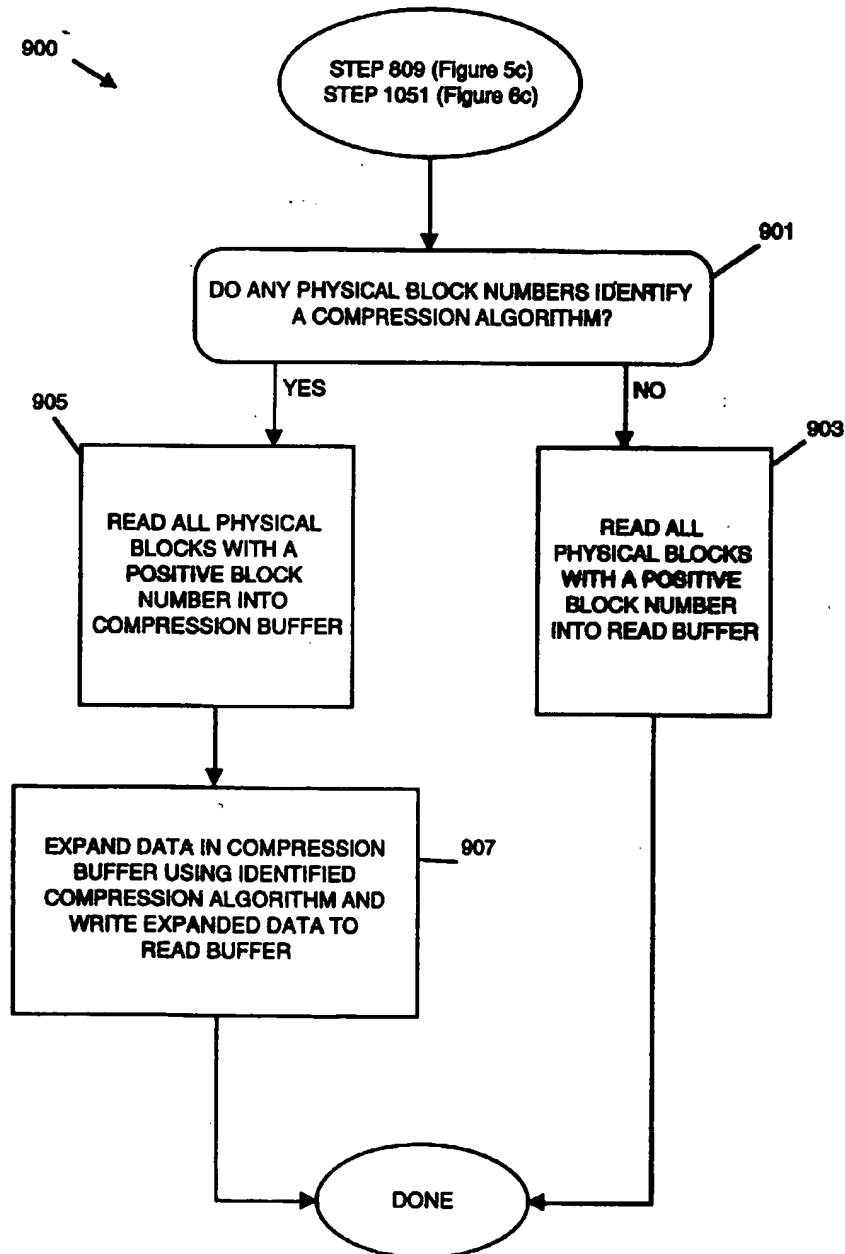 900
STEP 809 (Figure 5c)
STEP 1051 (Figure 6c)
901
DO ANY PHYSICAL BLOCK NUMBERS IDENTIFY
A COMPRESSION ALGORITHM?
YES
NO
905
903
READ ALL PHYSICAL
BLOCKS WITH A
POSITIVE BLOCK
NUMBER INTO
COMPRESSION BUFFER
READ ALL
PHYSICAL BLOCKS
WITH A POSITIVE
BLOCK NUMBER
INTO READ BUFFER
907
EXPAND DATA IN COMPRESSION
BUFFER USING IDENTIFIED
COMPRESSION ALGORITHM AND
WRITE EXPANDED DATA TO
READ BUFFER
DONE